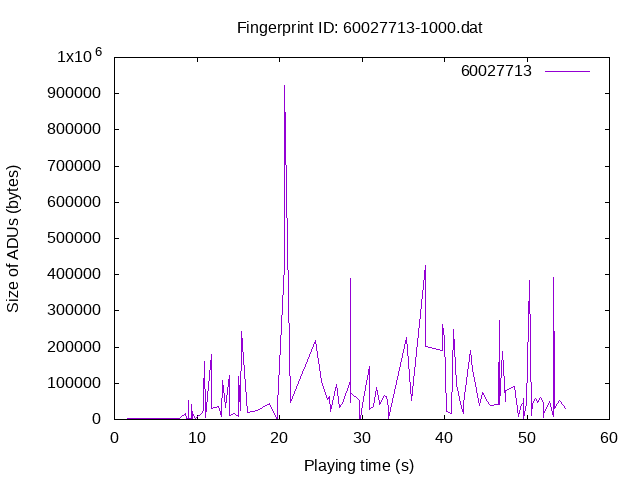 Fingerprint ID: 60027713-1000.dat
1x10^6
60027713
900000
800000
700000
600000
500000
400000
300000
200000
100000
0
Size of ADUs (bytes)
0 10 20 30 40 50 60
Playing time (s)